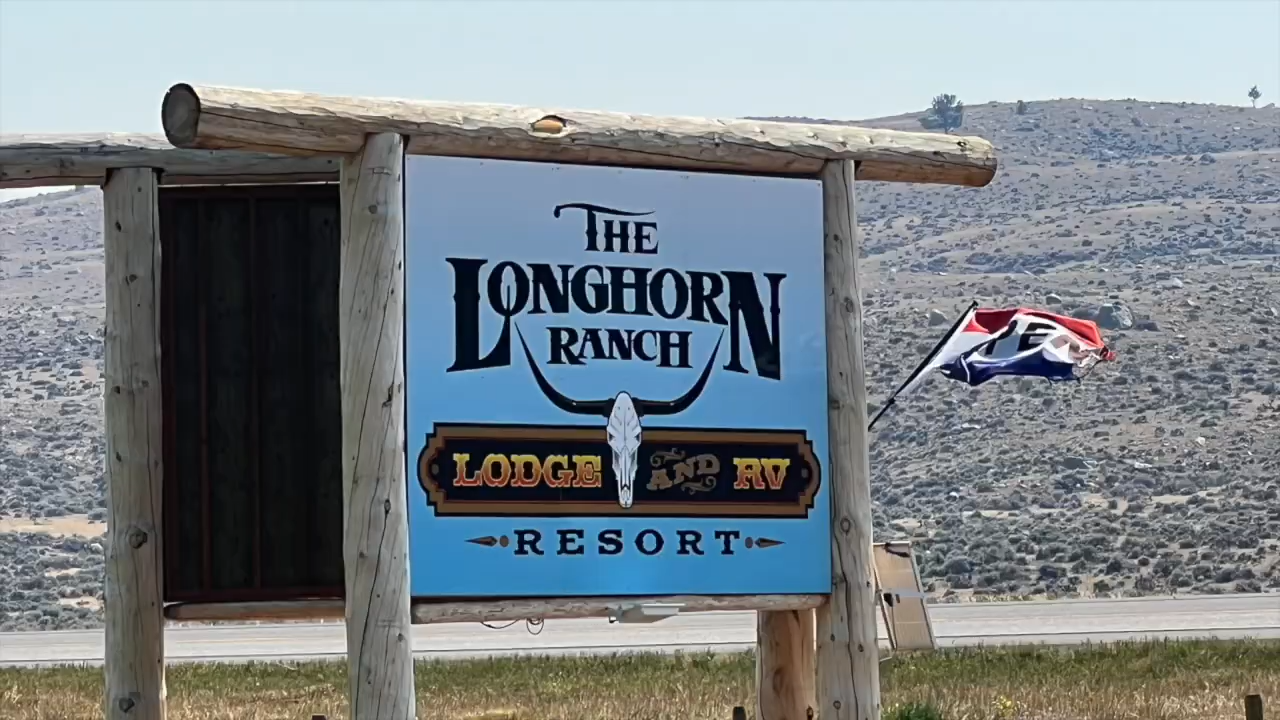 THE
LONGHORN
RANCH
LODGE AND RV
RESORT